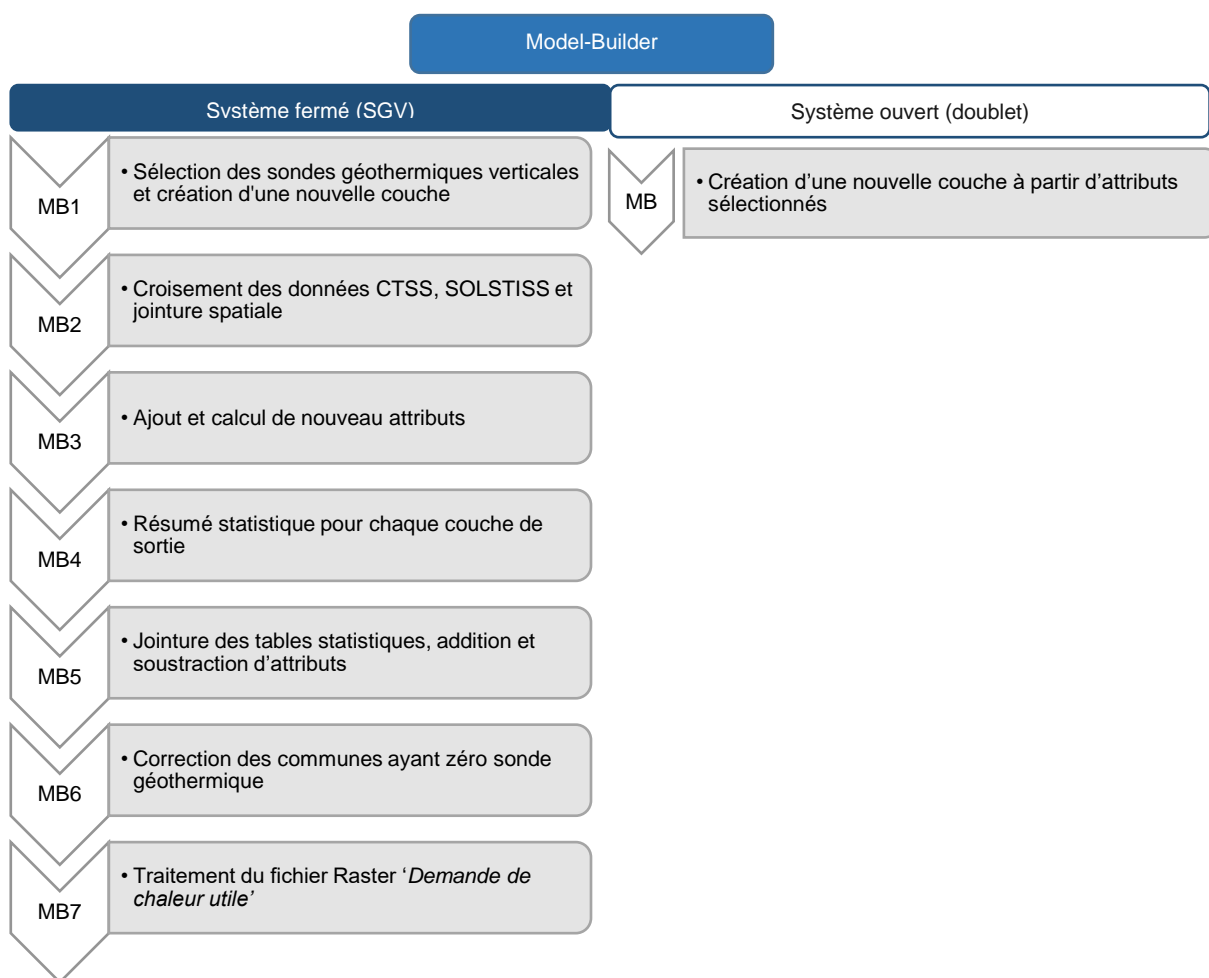 Model-Builder
Système fermé (SGV)
Système ouvert (doublet)
MB1
• Sélection des sondes géothermiques verticales
et création d'une nouvelle couche
MB
• Création d’une nouvelle couche à partir d’attributs
sélectionnés
MB2
• Croisement des données CTSS, SOLSTISS et
jointure spatiale
MB3
• Ajout et calcul de nouveau attributs
MB4
• Résumé statistique pour chaque couche de
sortie
MB5
• Jointure des tables statistiques, addition et
soustraction d’attributs
MB6
• Correction des communes ayant zéro sonde
géothermique
MB7
• Traitement du fichier Raster ‘Demande de
chaleur utile’